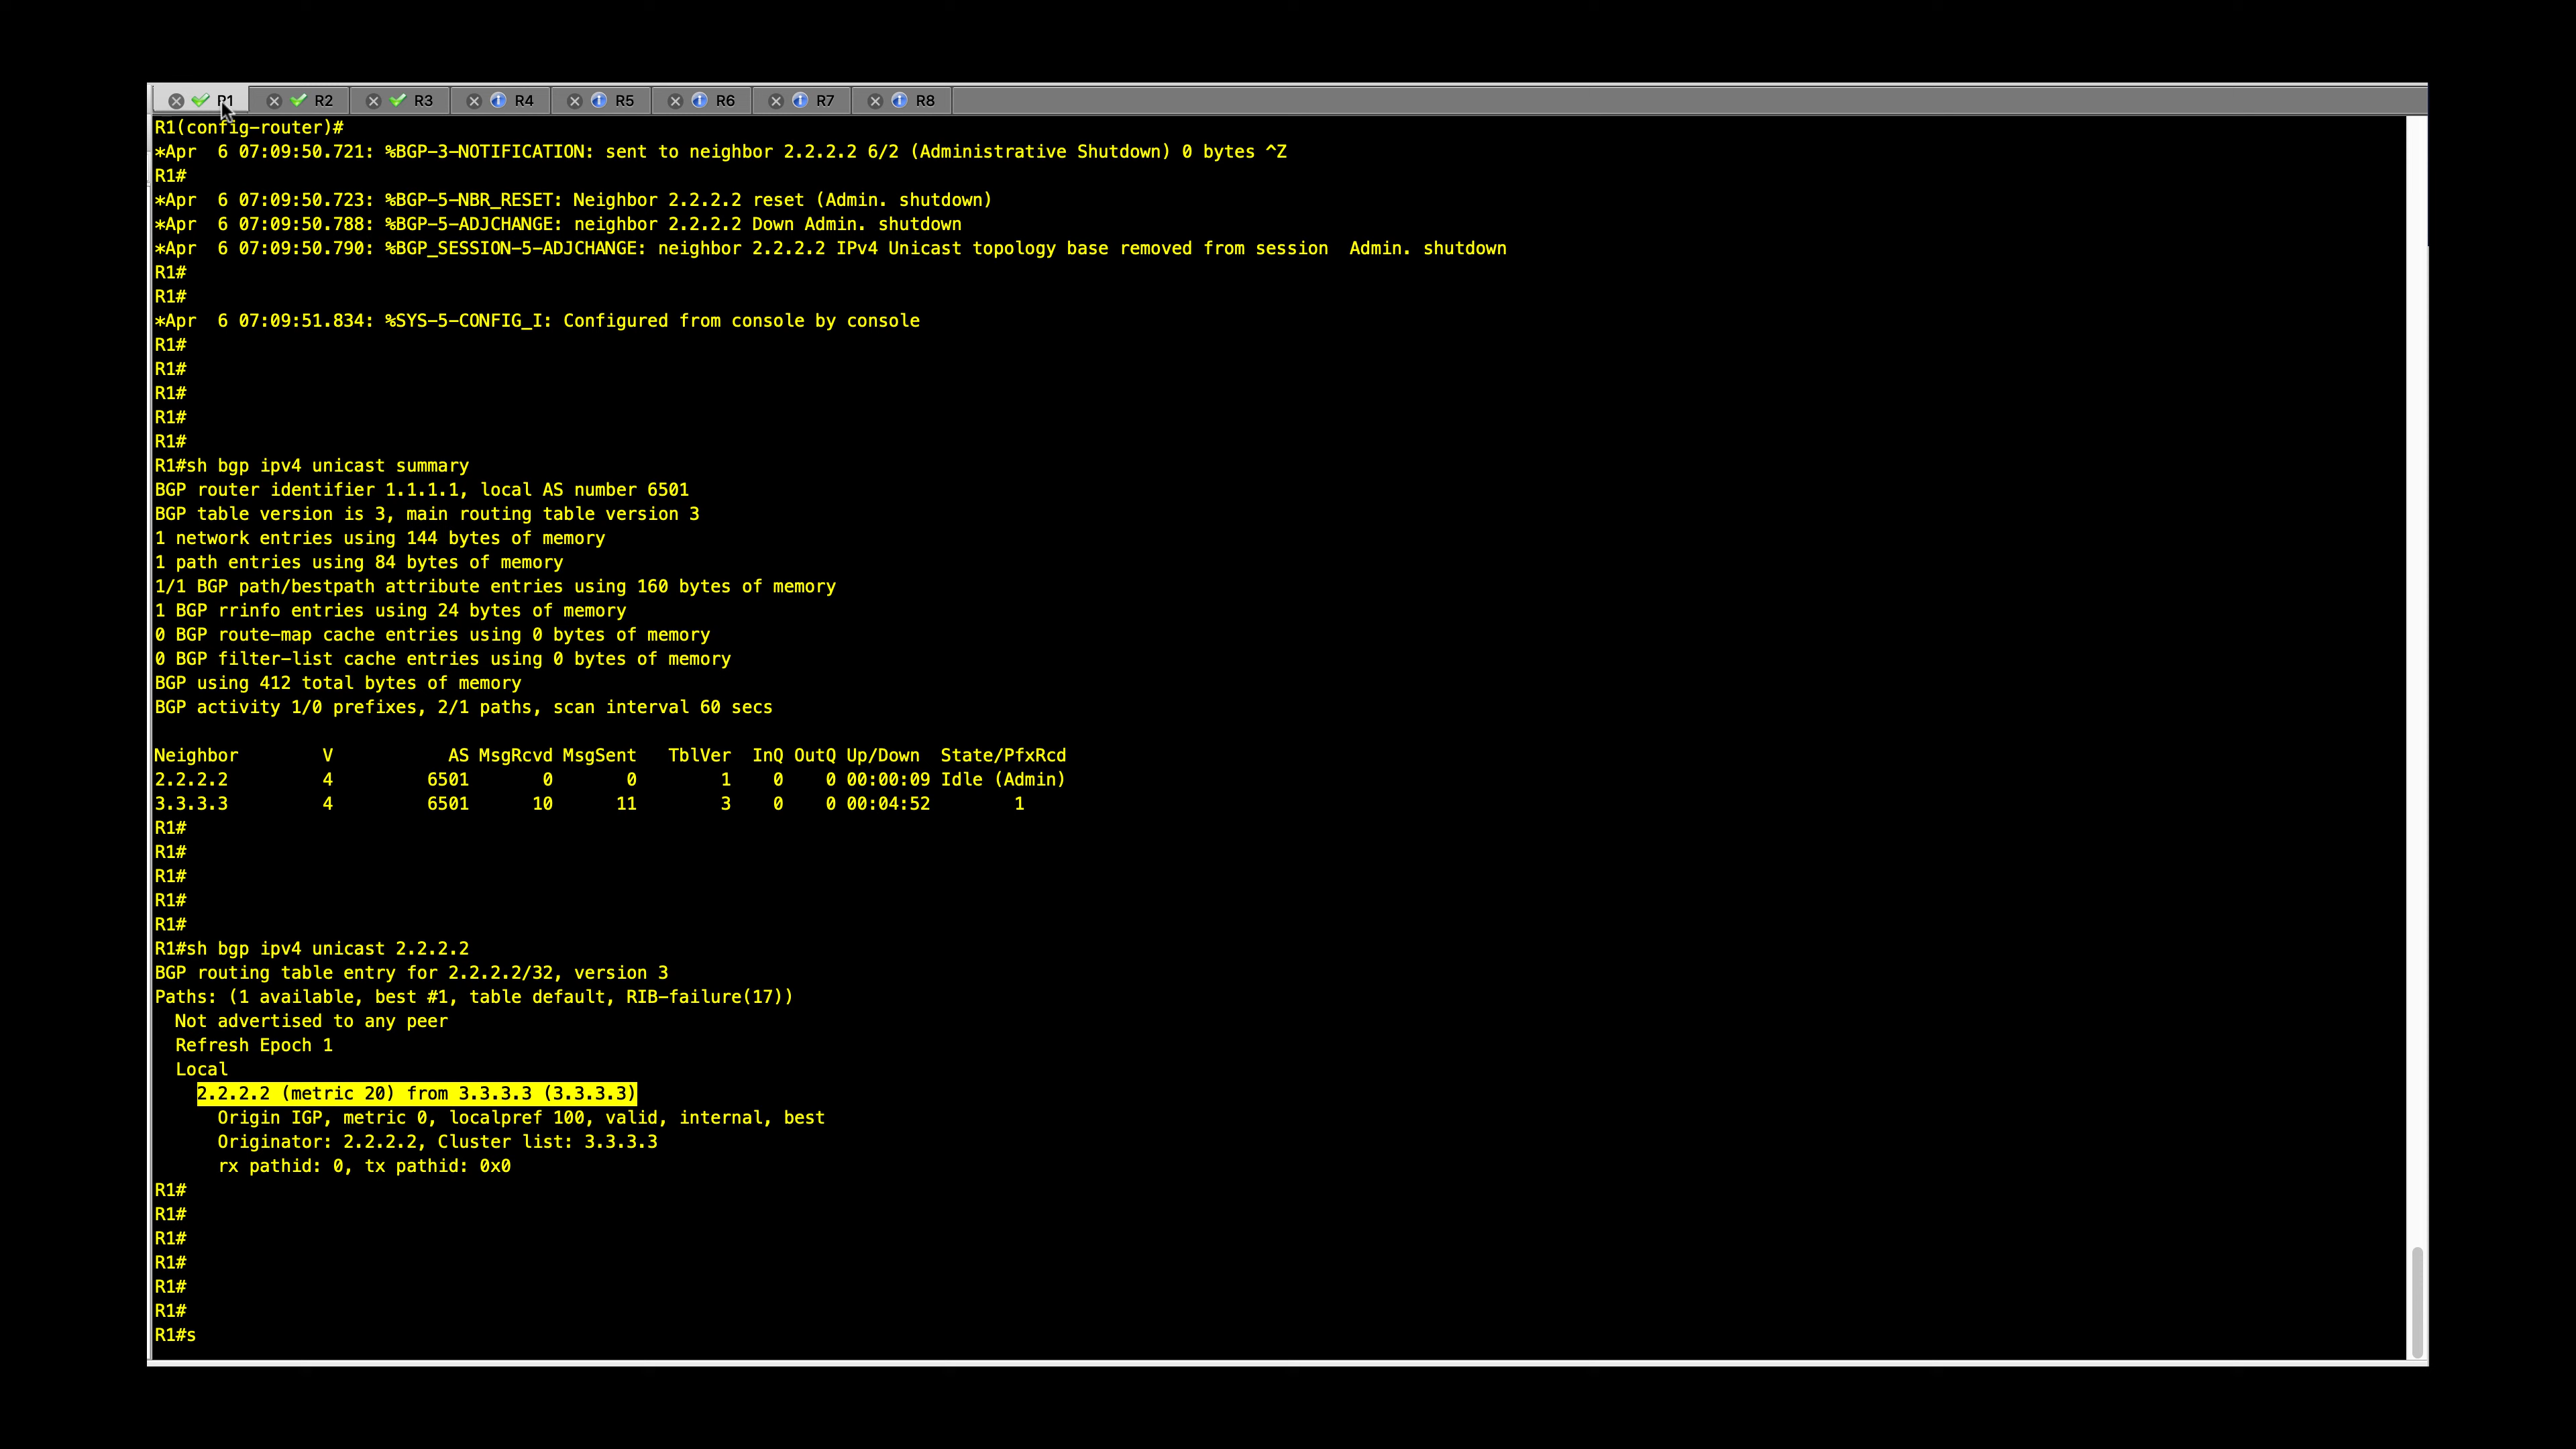 R1 R2 R3 R4 R5 R6 R7 R8
R1(config-router)#
*Apr  6 07:09:50.721: %BGP-3-NOTIFICATION: sent to neighbor 2.2.2.2 6/2 (Administrative Shutdown) 0 bytes ^Z
R1#
*Apr  6 07:09:50.723: %BGP-5-NBR_RESET: Neighbor 2.2.2.2 reset (Admin. shutdown)
*Apr  6 07:09:50.788: %BGP-5-ADJCHANGE: neighbor 2.2.2.2 Down Admin. shutdown
*Apr  6 07:09:50.790: %BGP_SESSION-5-ADJCHANGE: neighbor 2.2.2.2 IPv4 Unicast topology base removed from session  Admin. shutdown
R1#
R1#
*Apr  6 07:09:51.834: %SYS-5-CONFIG_I: Configured from console by console
R1#
R1#
R1#
R1#
R1#
R1#sh bgp ipv4 unicast summary
BGP router identifier 1.1.1.1, local AS number 6501
BGP table version is 3, main routing table version 3
1 network entries using 144 bytes of memory
1 path entries using 84 bytes of memory
1/1 BGP path/bestpath attribute entries using 160 bytes of memory
1 BGP rrinfo entries using 24 bytes of memory
0 BGP route-map cache entries using 0 bytes of memory
0 BGP filter-list cache entries using 0 bytes of memory
BGP using 412 total bytes of memory
BGP activity 1/0 prefixes, 2/1 paths, scan interval 60 secs
Neighbor        V           AS MsgRcvd MsgSent   TblVer  InQ OutQ Up/Down  State/PfxRcd
2.2.2.2         4         6501       0       0        1    0    0 00:00:09 Idle (Admin)
3.3.3.3         4         6501      10      11        3    0    0 00:04:52        1
R1#
R1#
R1#
R1#
R1#
R1#sh bgp ipv4 unicast 2.2.2.2
BGP routing table entry for 2.2.2.2/32, version 3
Paths: (1 available, best #1, table default, RIB-failure(17))
  Not advertised to any peer
  Refresh Epoch 1
  Local
    2.2.2.2 (metric 20) from 3.3.3.3 (3.3.3.3)
      Origin IGP, metric 0, localpref 100, valid, internal, best
      Originator: 2.2.2.2, Cluster list: 3.3.3.3
      rx pathid: 0, tx pathid: 0x0
R1#
R1#
R1#
R1#
R1#
R1#
R1#s